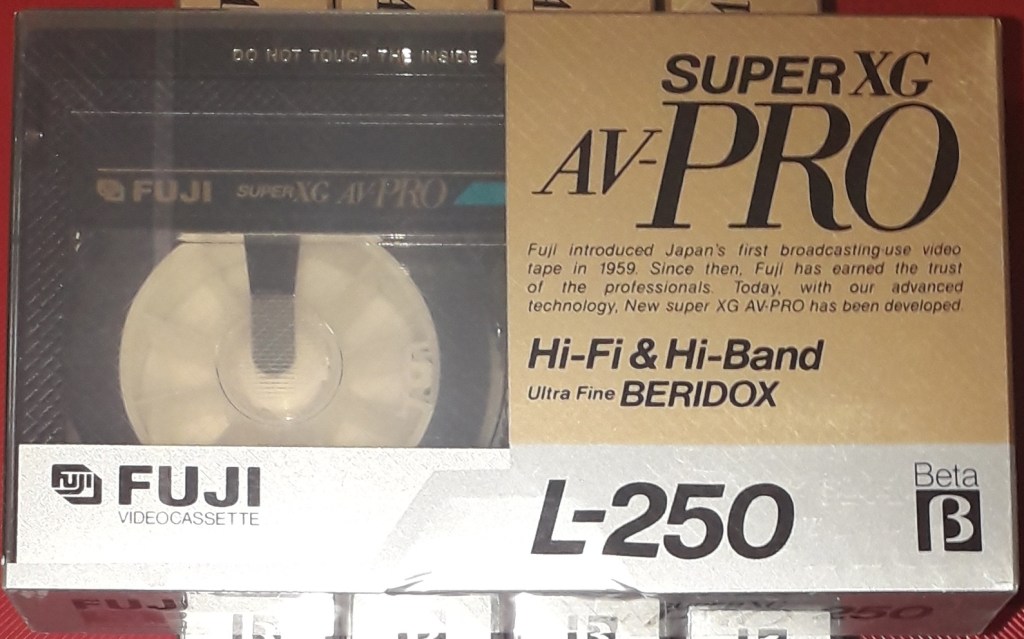 DO NOT TOUCH THE INSIDE
FUJI SUPER XG AV-PRO
SUPER XG
AV-PRO
Fuji introduced Japan's first broadcasting-use video
tape in 1959. Since then, Fuji has earned the trust
of the professionals. Today, with our advanced
technology, New super XG AV-PRO has been developed.
Hi-Fi & Hi-Band
Ultra Fine BERIDOX
FUJI FUJI
VIDEOCASSETTE
L-250
Beta
B
FUJI
250